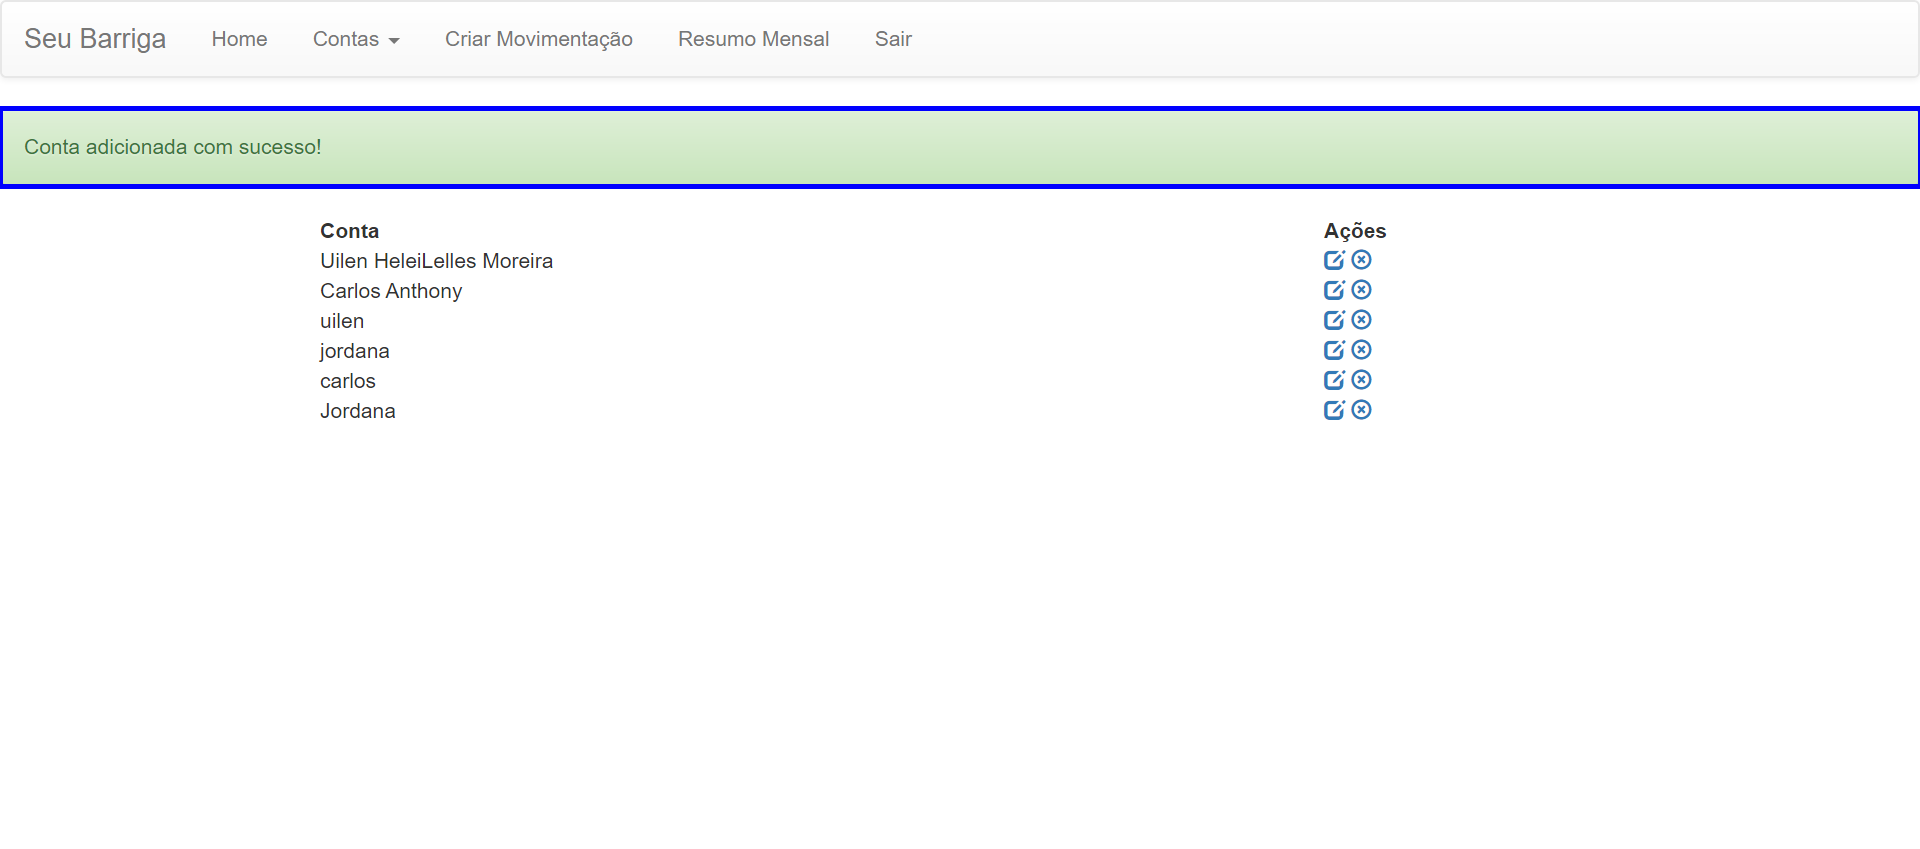 Seu Barriga Home Contas Criar Movimentação Resumo Mensal Sair
Conta adicionada com sucesso!
Conta Ações
Uilen HeleiLelles Moreira
Carlos Anthony
uilen
jordana
carlos
Jordana